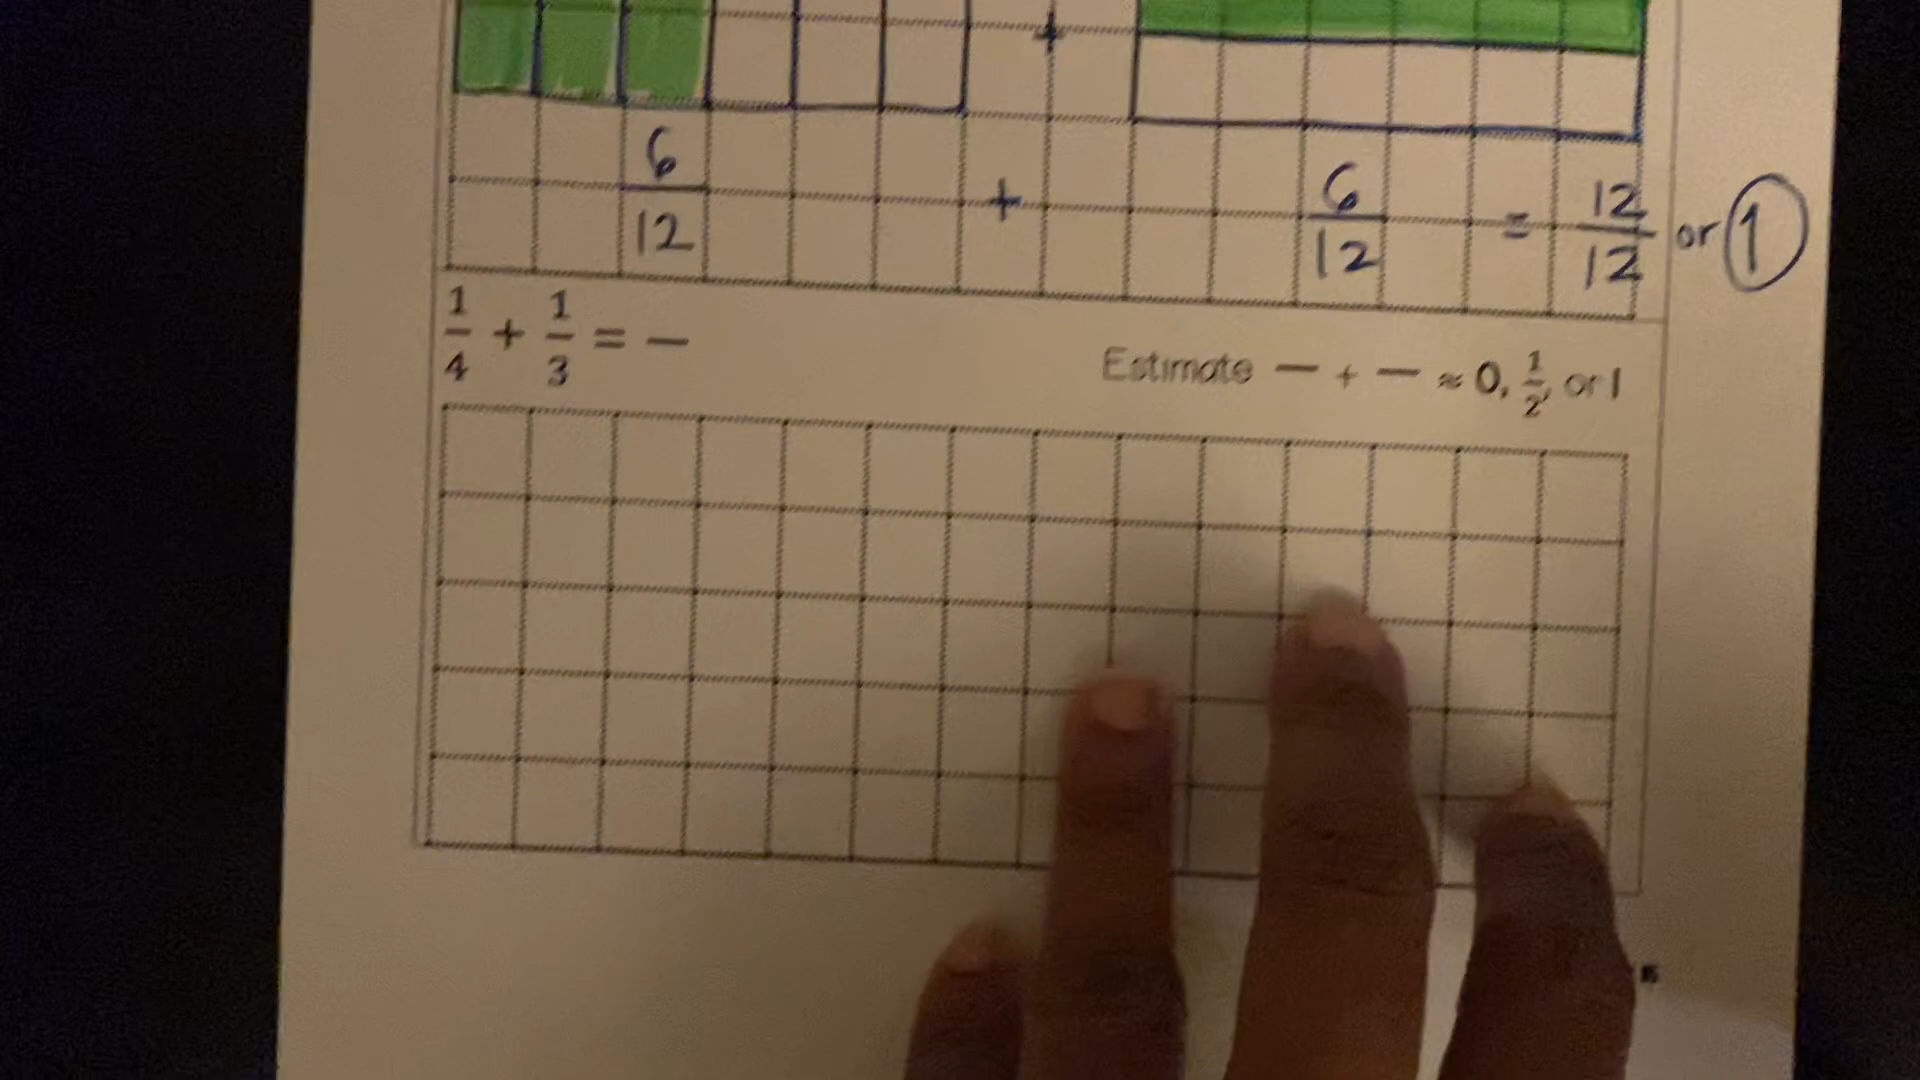 +
6/12 + 6/12 = 12/12 or 1
1/4 + 1/3 = —
Estimate — + — ≈ 0, 1/2, or 1